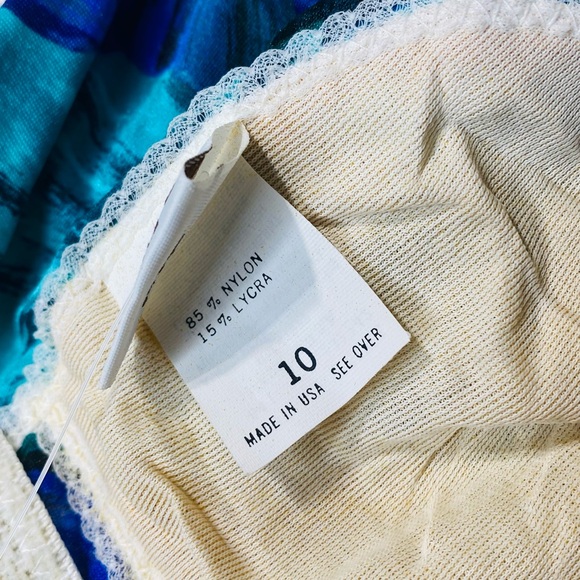 85 % NYLON
15 % LYCRA
10
MADE IN USA SEE OVER